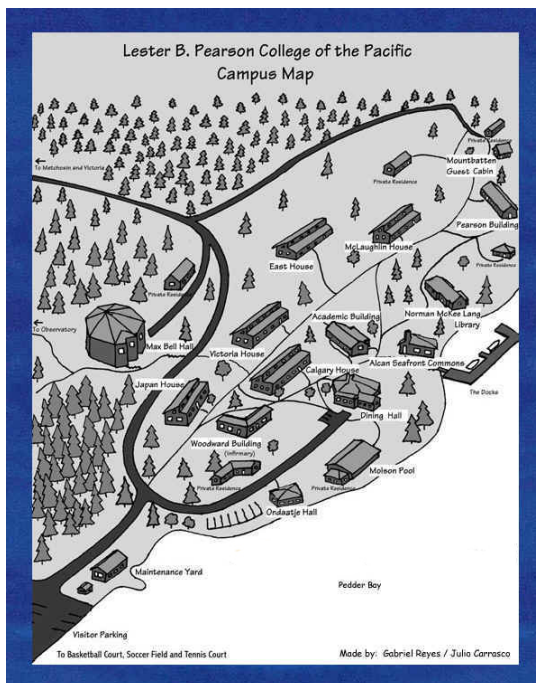 Lester B. Pearson College of the Pacific
Campus Map
To Metchosin and Victoria
Private Residence
Mountbatten
Guest Cabin
Private Residence
Pearson Building
McLaughlin House
East House
Private Residence
Private Residence
Norman McKee Lang
Library
Academic Building
To Observatory
Max Bell Hall
Victoria House
Alcan Seafront Commons
Calgary House
Japan House
The Docks
Dining Hall
Woodward Building
(Infirmary)
Molson Pool
Private Residence
Private Residence
Ondaatje Hall
Maintenance Yard
Pedder Bay
Visitor Parking
To Basketball Court, Soccer Field and Tennis Court
Made by: Gabriel Reyes / Julio Carrasco